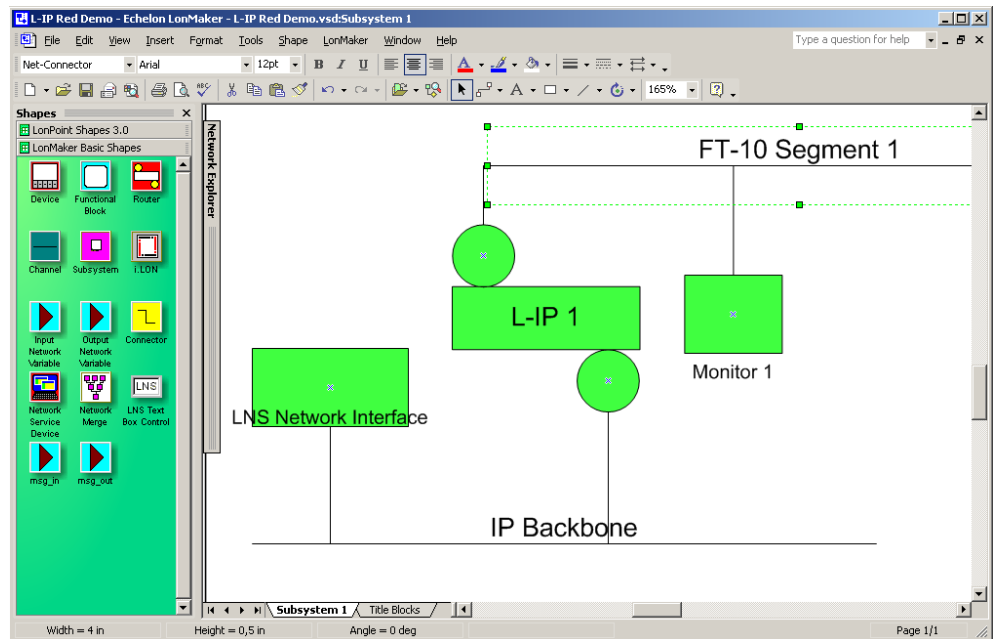 L-IP Red Demo - Echelon LonMaker - L-IP Red Demo.vsd:Subsystem 1
File Edit View Insert Format Tools Shape LonMaker Window Help
Type a question for help
Net-Connector Arial 12pt B I U A
ABC A 165%
Shapes
LonPoint Shapes 3.0
LonMaker Basic Shapes
Device Functional Block Router
Channel Subsystem i.LON
Input Network Variable Output Network Variable Connector
LNS
Network Service Device Network Merge LNS Text Box Control
msg_in msg_out
Network Explorer
FT-10 Segment 1
L-IP 1
Monitor 1
LNS Network Interface
IP Backbone
Subsystem 1 Title Blocks
Width = 4 in Height = 0,5 in Angle = 0 deg Page 1/1